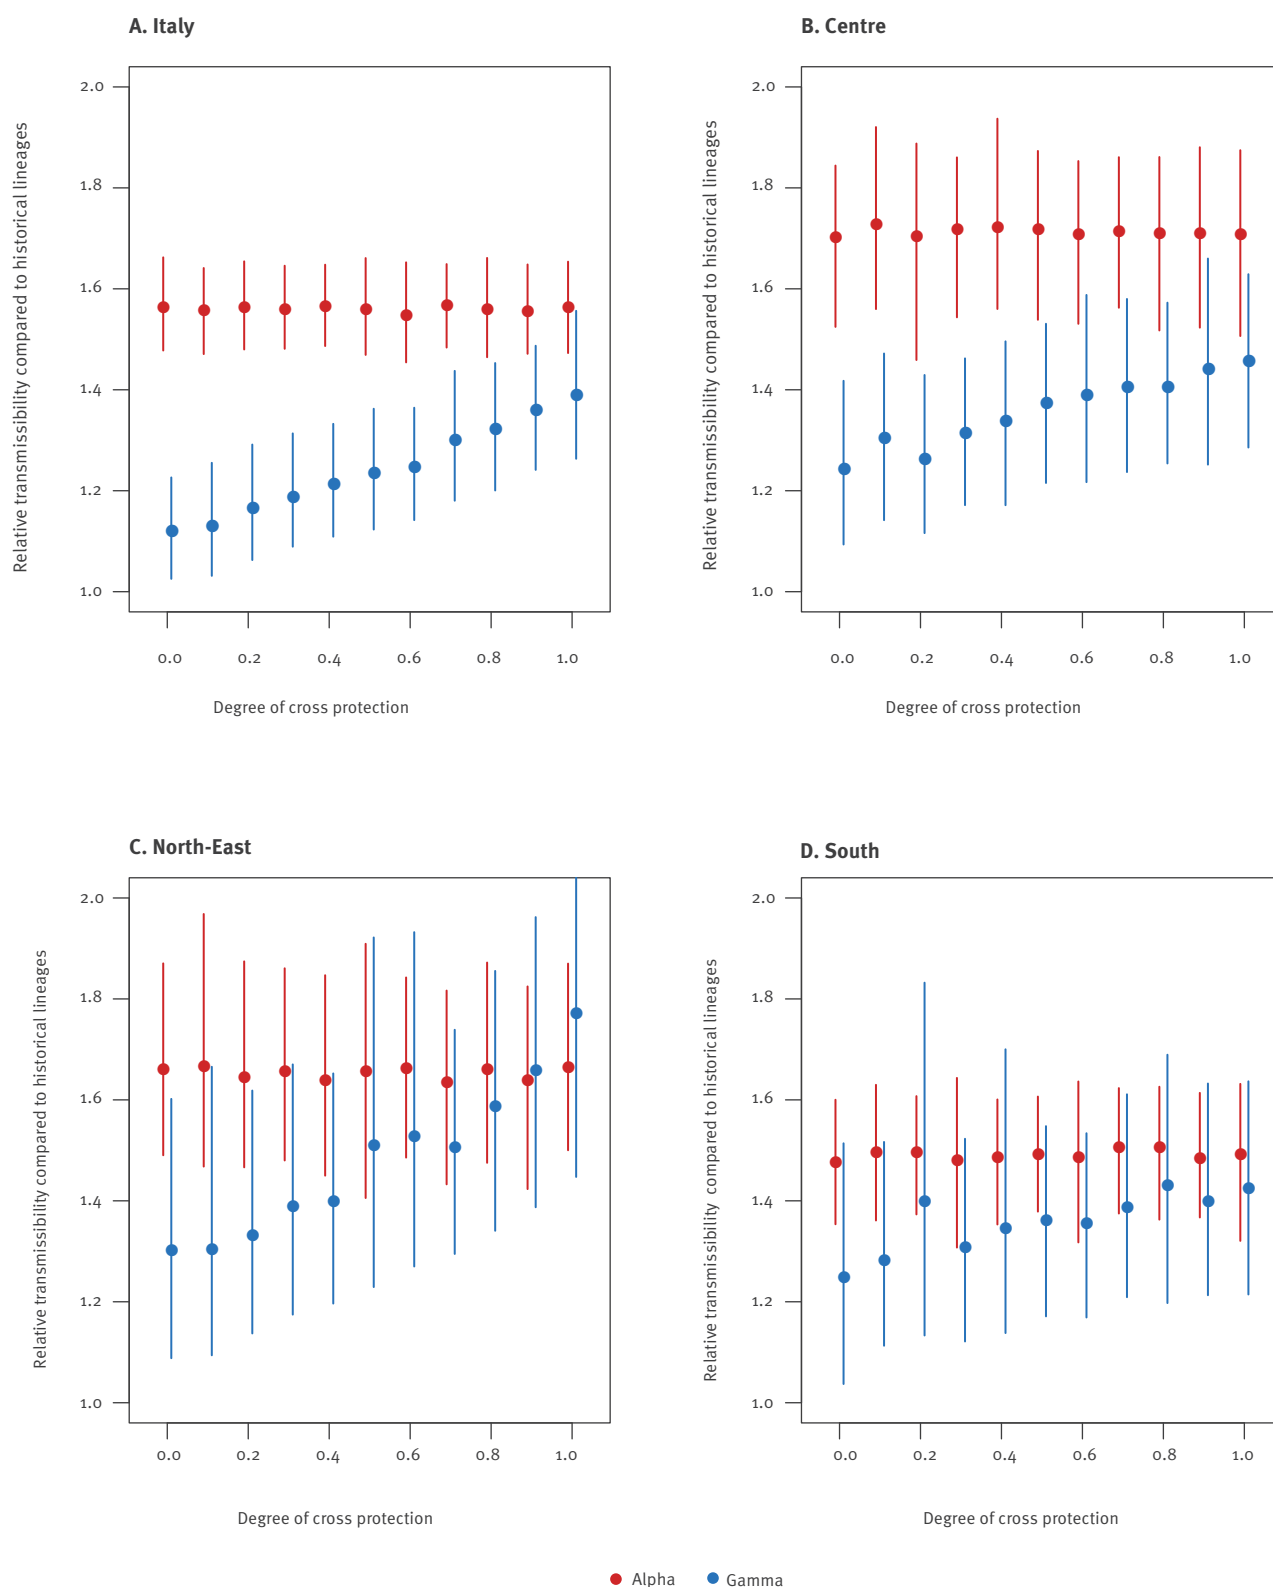 A. Italy
Relative transmissibility compared to historical lineages
2.0
1.8
1.6
1.4
1.2
1.0
0.0 0.2 0.4 0.6 0.8 1.0
Degree of cross protection
B. Centre
Relative transmissibility compared to historical lineages
2.0
1.8
1.6
1.4
1.2
1.0
0.0 0.2 0.4 0.6 0.8 1.0
Degree of cross protection
C. North-East
Relative transmissibility compared to historical lineages
2.0
1.8
1.6
1.4
1.2
1.0
0.0 0.2 0.4 0.6 0.8 1.0
Degree of cross protection
D. South
Relative transmissibility compared to historical lineages
2.0
1.8
1.6
1.4
1.2
1.0
0.0 0.2 0.4 0.6 0.8 1.0
Degree of cross protection
Alpha Gamma